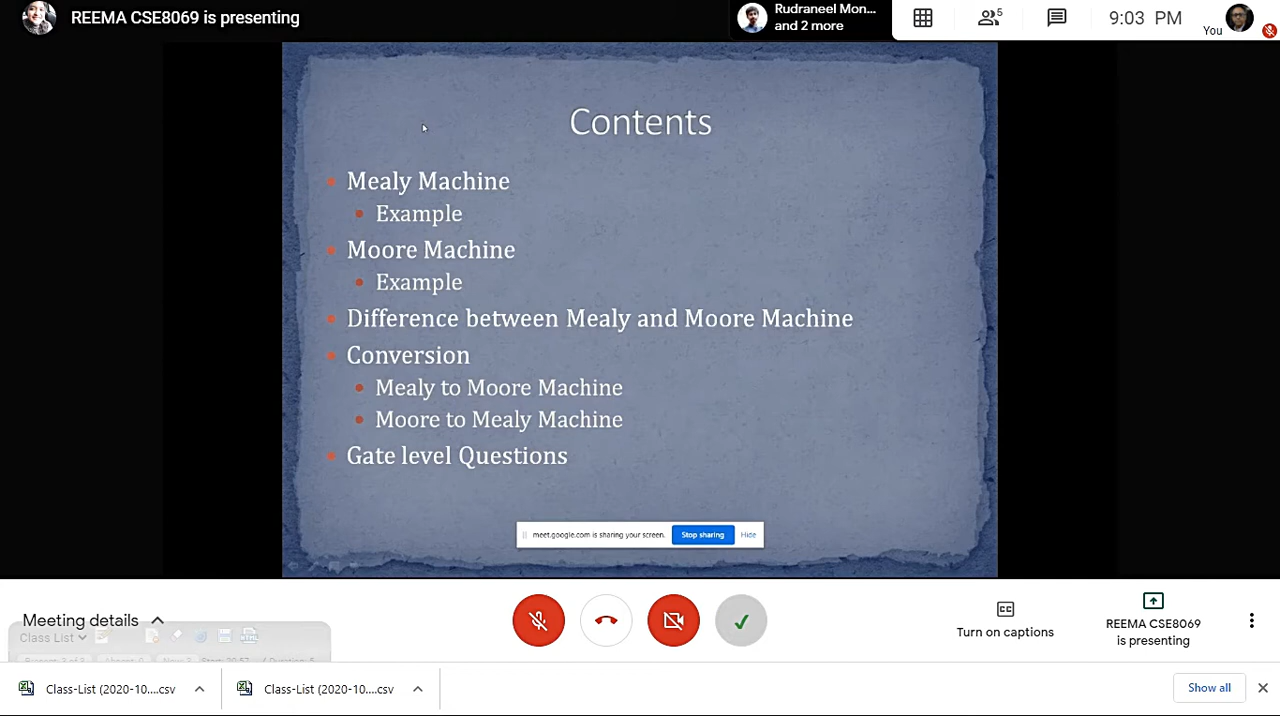 REEMA CSE8069 is presenting
Rudraneel Mon...
and 2 more
5
9:03 PM
You
Contents
Mealy Machine
Example
Moore Machine
Example
Difference between Mealy and Moore Machine
Conversion
Mealy to Moore Machine
Moore to Mealy Machine
Gate level Questions
meet.google.com is sharing your screen.
Stop sharing
Hide
Meeting details
Class List
CC
Turn on captions
REEMA CSE8069
is presenting
Class-List (2020-10....csv
Class-List (2020-10....csv
Show all